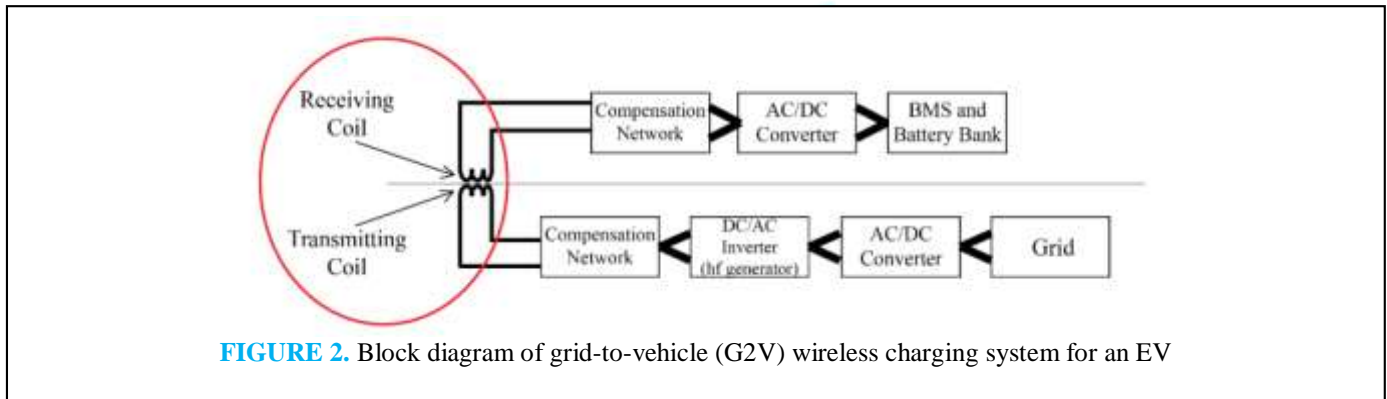 Receiving
Coil
Compensation
Network
AC/DC
Converter
BMS and
Battery Bank
Transmitting
Coil
Compensation
Network
DC/AC
Inverter
(hf generator)
AC/DC
Converter
Grid
FIGURE 2. Block diagram of grid-to-vehicle (G2V) wireless charging system for an EV